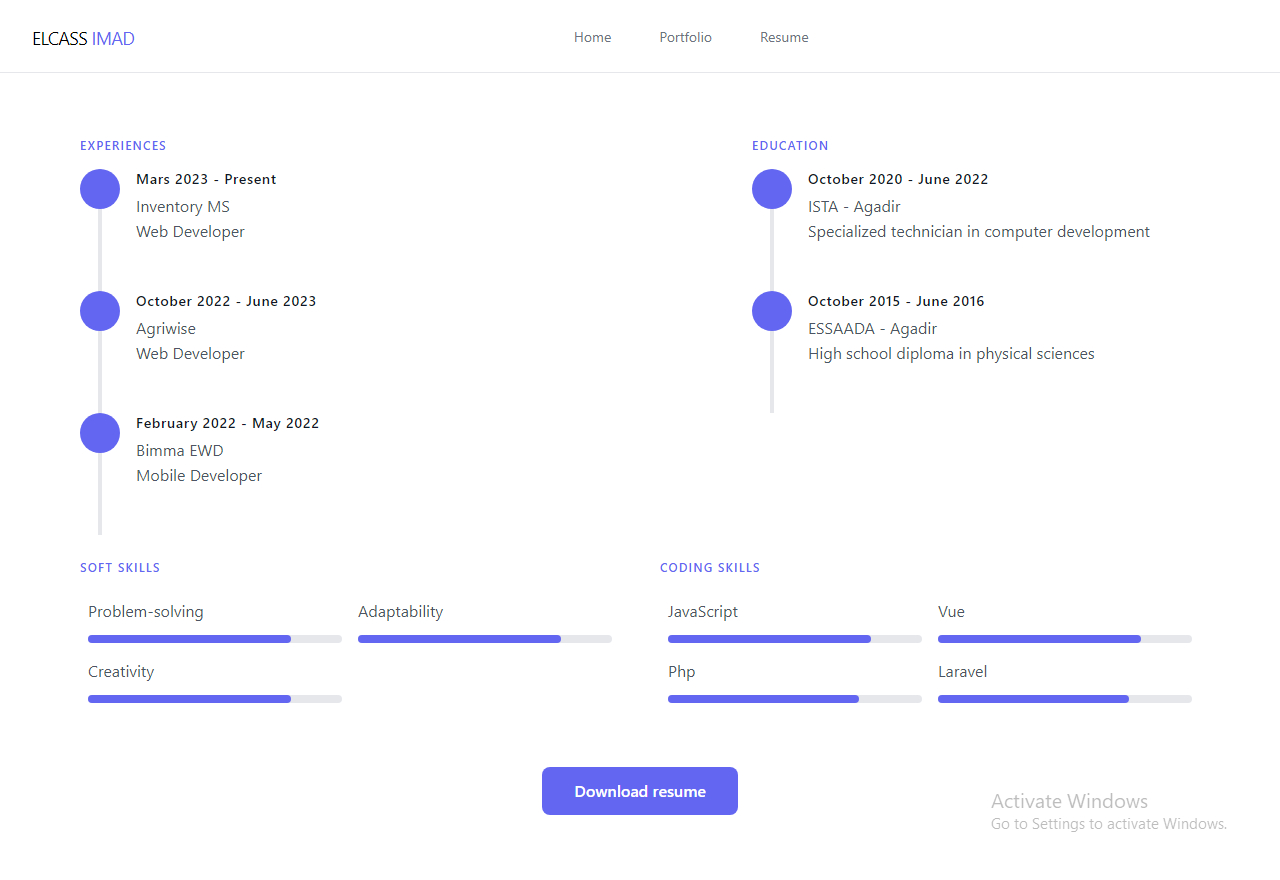 ELCASS IMAD
Home Portfolio Resume
EXPERIENCES
Mars 2023 - Present
Inventory MS
Web Developer
October 2022 - June 2023
Agriwise
Web Developer
February 2022 - May 2022
Bimma EWD
Mobile Developer
EDUCATION
October 2020 - June 2022
ISTA - Agadir
Specialized technician in computer development
October 2015 - June 2016
ESSAADA - Agadir
High school diploma in physical sciences
SOFT SKILLS
Problem-solving Adaptability
Creativity
CODING SKILLS
JavaScript Vue
Php Laravel
Download resume
Activate Windows
Go to Settings to activate Windows.